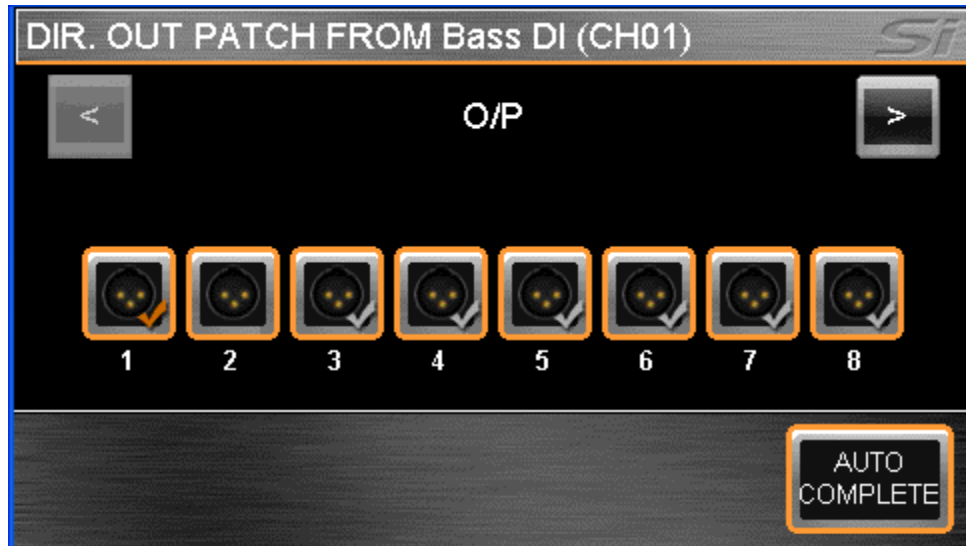 DIR. OUT PATCH FROM Bass DI (CH01)
Si
<
O/P
>
1 2 3 4 5 6 7 8
AUTO
COMPLETE